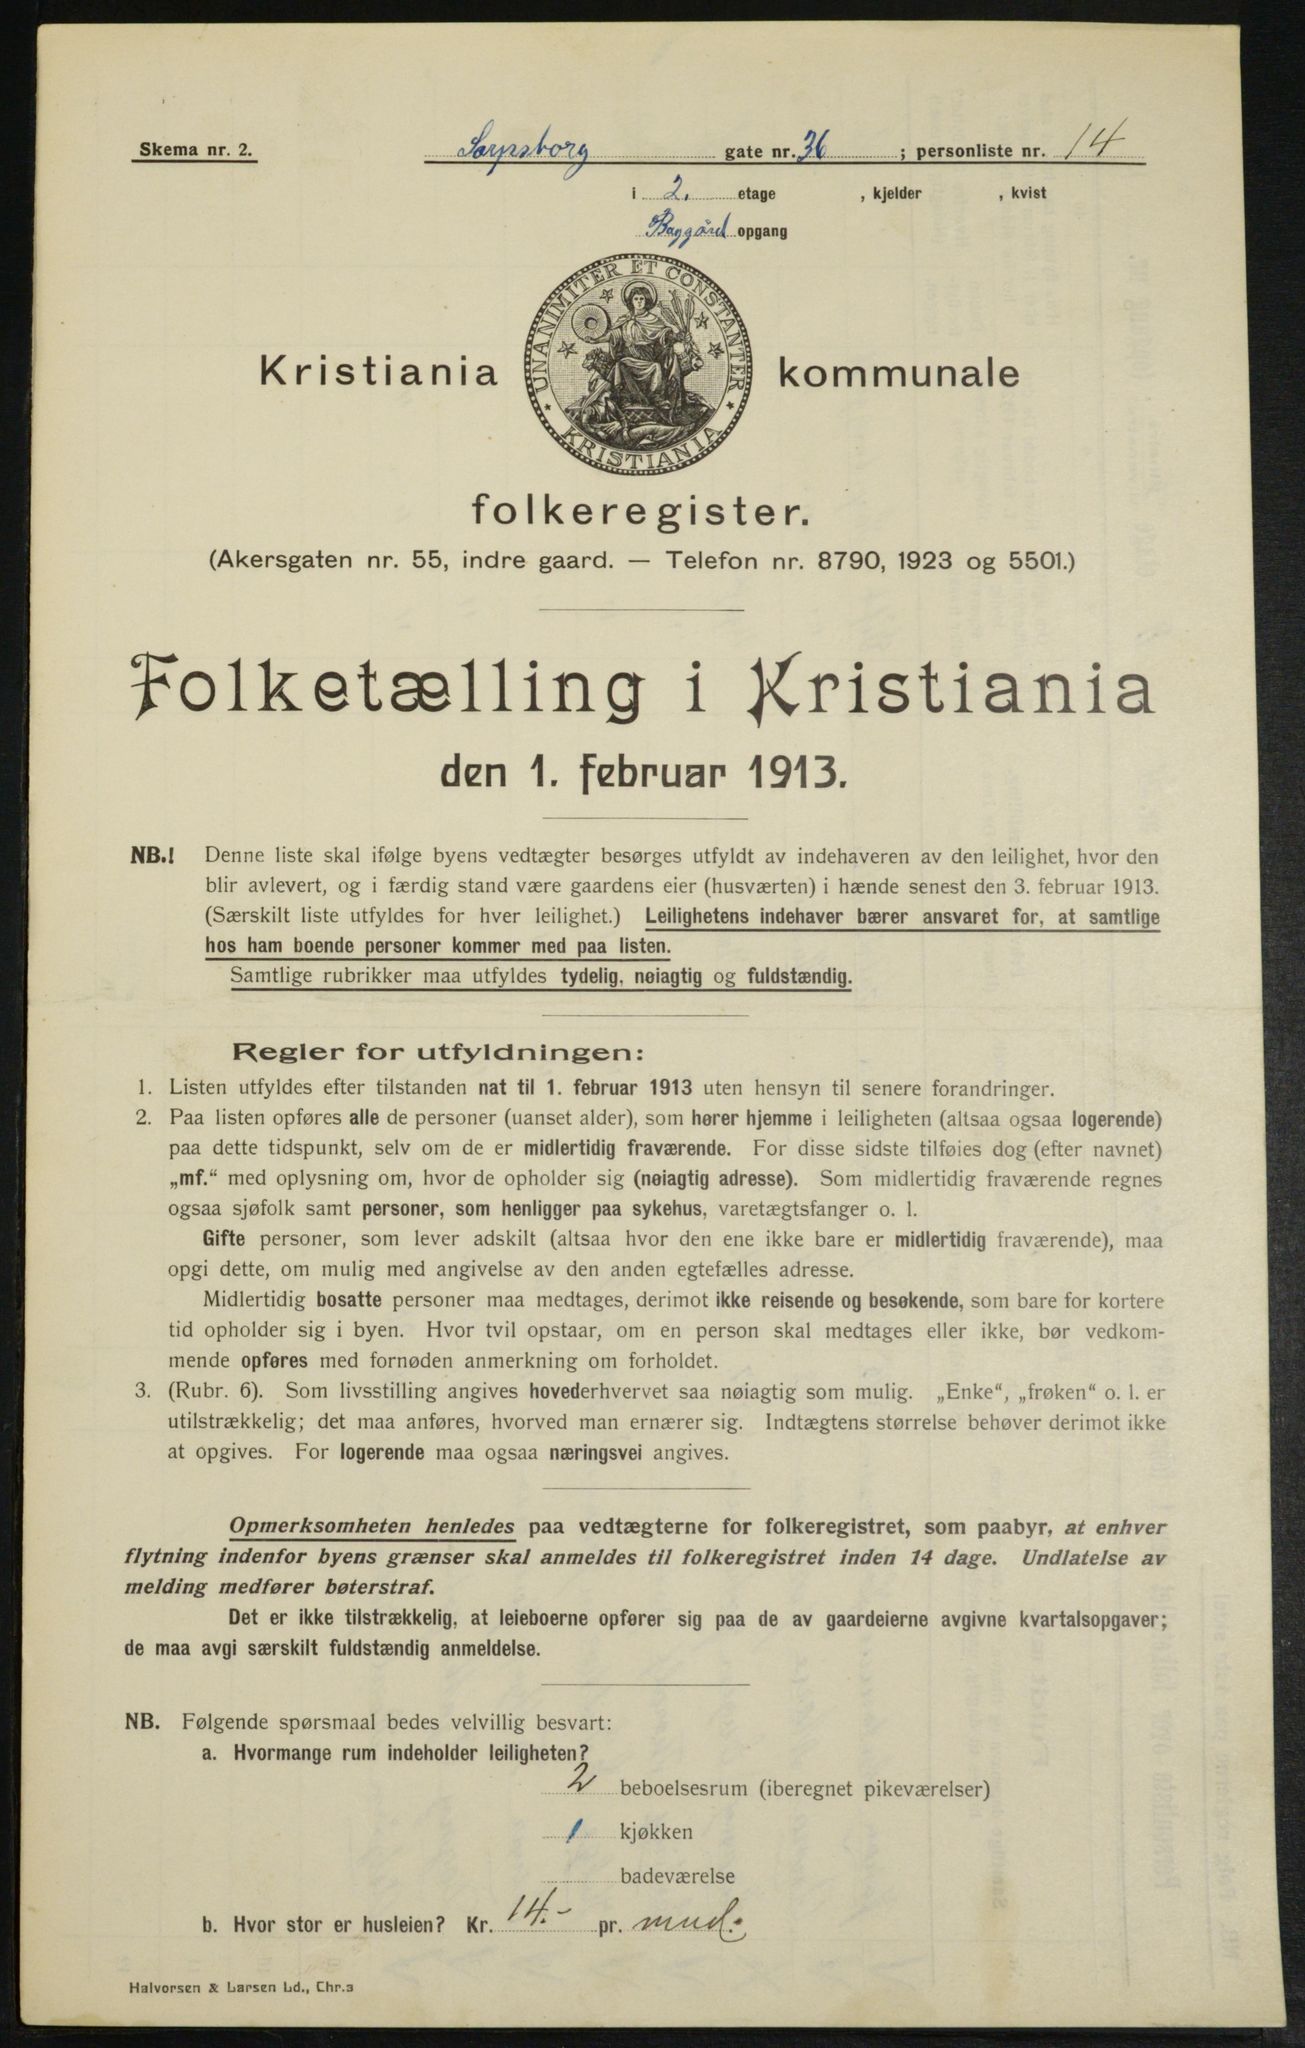 Skema nr. 2.
Sarpsborg gate nr. 36 ; personliste nr. 14
i 2. etage , kjelder , kvist
Baggård opgang
UNANIMITER ET CONSTANTER
KRISTIANIA
Kristiania kommunale
folkeregister.
(Akersgaten nr. 55, indre gaard. — Telefon nr. 8790, 1923 og 5501.)
Folketælling i Kristiania
den 1. februar 1913.
NB.! Denne liste skal ifølge byens vedtægter besørges utfyldt av indehaveren av den leilighet, hvor den
blir avlevert, og i færdig stand være gaardens eier (husværten) i hænde senest den 3. februar 1913.
(Særskilt liste utfyldes for hver leilighet.) Leilighetens indehaver bærer ansvaret for, at samtlige
hos ham boende personer kommer med paa listen.
Samtlige rubrikker maa utfyldes tydelig, nøiagtig og fuldstændig.
Regler for utfyldningen:
1. Listen utfyldes efter tilstanden nat til 1. februar 1913 uten hensyn til senere forandringer.
2. Paa listen opføres alle de personer (uanset alder), som hører hjemme i leiligheten (altsaa ogsaa logerende)
paa dette tidspunkt, selv om de er midlertidig fraværende. For disse sidste tilføies dog (efter navnet)
„mf.“ med oplysning om, hvor de opholder sig (nøiagtig adresse). Som midlertidig fraværende regnes
ogsaa sjøfolk samt personer, som henligger paa sykehus, varetægtsfanger o. l.
Gifte personer, som lever adskilt (altsaa hvor den ene ikke bare er midlertidig fraværende), maa
opgi dette, om mulig med angivelse av den anden egtefælles adresse.
Midlertidig bosatte personer maa medtages, derimot ikke reisende og besøkende, som bare for kortere
tid opholder sig i byen. Hvor tvil opstaar, om en person skal medtages eller ikke, bør vedkom-
mende opføres med fornøden anmerkning om forholdet.
3. (Rubr. 6). Som livsstilling angives hovederhvervet saa nøiagtig som mulig. „Enke“, „frøken“ o. l. er
utilstrækkelig; det maa anføres, hvorved man ernærer sig. Indtægtens størrelse behøver derimot ikke
at opgives. For logerende maa ogsaa næringsvei angives.
Opmerksomheten henledes paa vedtægterne for folkeregistret, som paabyr, at enhver
flytning indenfor byens grænser skal anmeldes til folkeregistret inden 14 dage. Undlatelse av
melding medfører bøterstraf.
Det er ikke tilstrækkelig, at leieboerne opfører sig paa de av gaardeierne avgivne kvartalsopgaver;
de maa avgi særskilt fuldstændig anmeldelse.
NB. Følgende spørsmaal bedes velvillig besvart:
a. Hvormange rum indeholder leiligheten?
2 beboelsesrum (iberegnet pikeværelser)
1 kjøkken
badeværelse
b. Hvor stor er husleien? Kr. 14.- pr. mnd.
Halvorsen & Larsen Ld., Chr.a